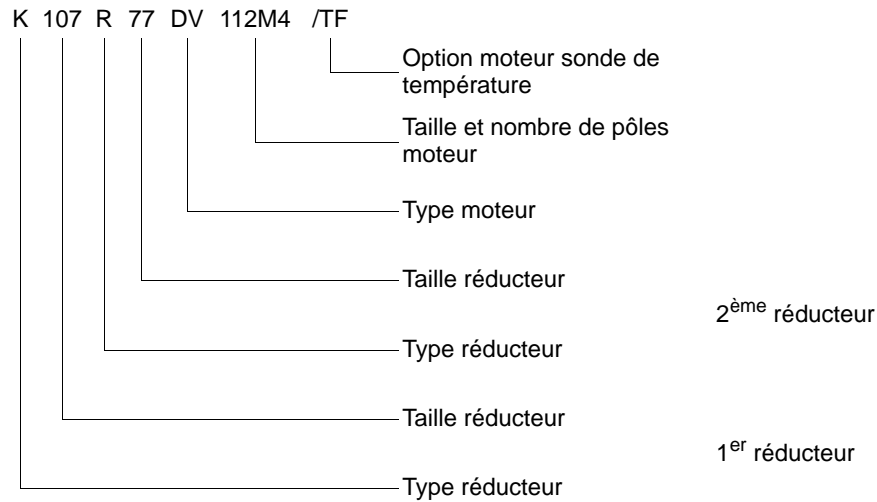 K 107 R 77 DV 112M4 /TF
Option moteur sonde de
température
Taille et nombre de pôles
moteur
Type moteur
Taille réducteur
2ème réducteur
Type réducteur
Taille réducteur
1er réducteur
Type réducteur